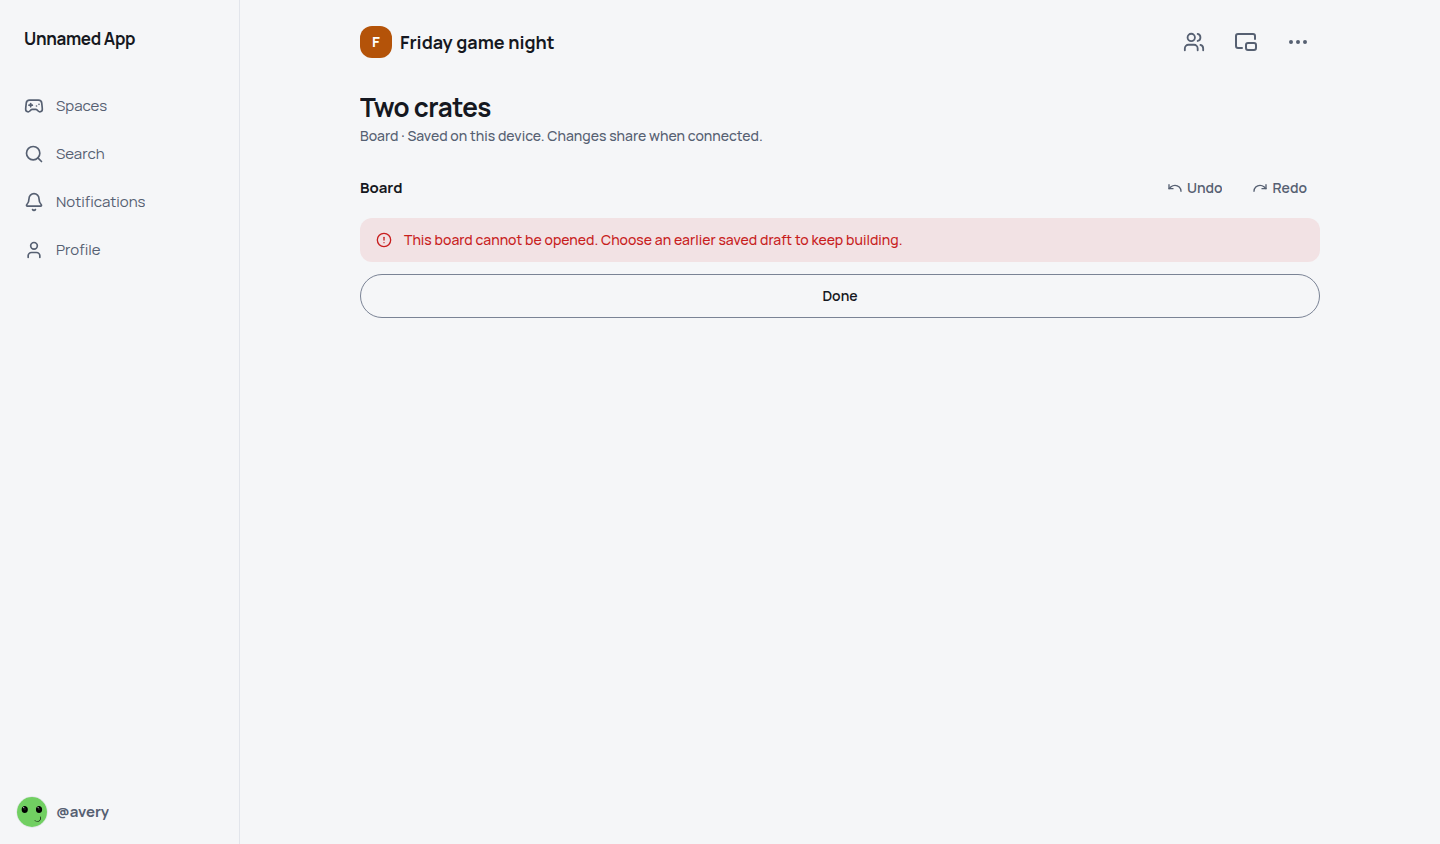 Unnamed App
Spaces
Search
Notifications
Profile
@avery
F
Friday game night
Two crates
Board · Saved on this device. Changes share when connected.
Board
Undo
Redo
This board cannot be opened. Choose an earlier saved draft to keep building.
Done